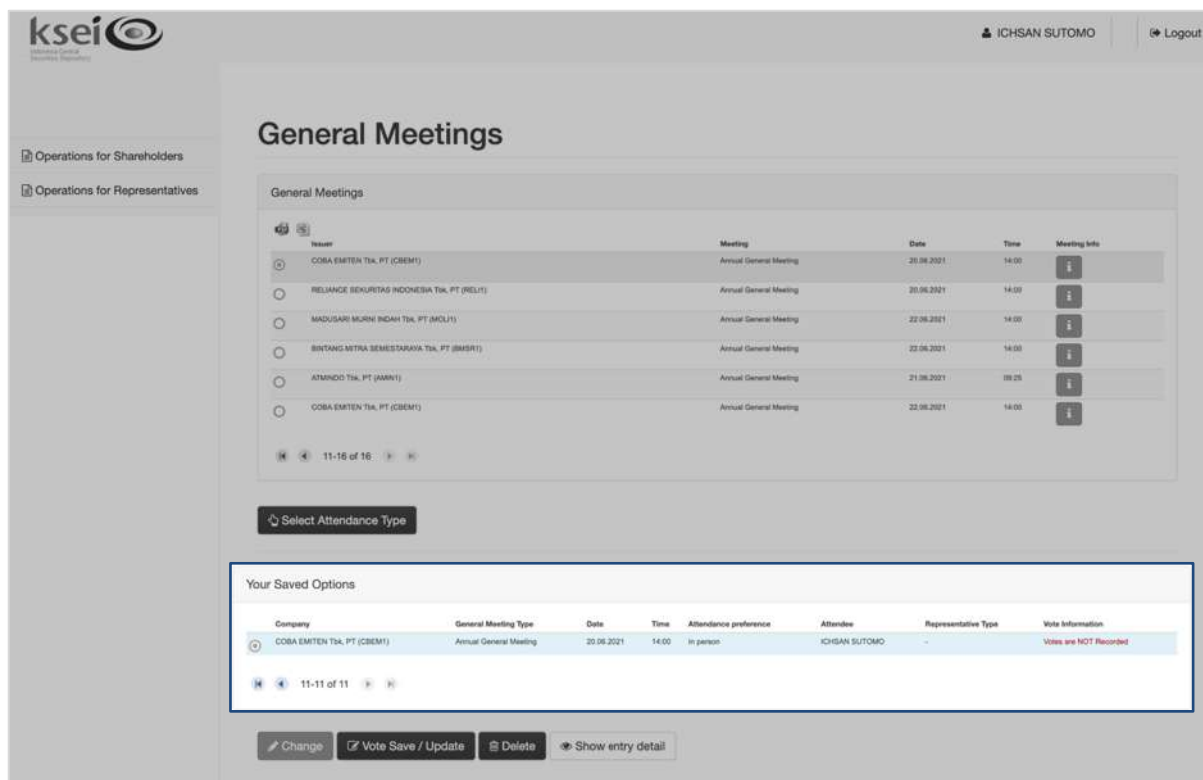 ksei
Indonesia Central
Securities Depository
ICHSAN SUTOMO
Logout
Operations for Shareholders
Operations for Representatives
General Meetings
General Meetings
Issuer Meeting Date Time Meeting Info
COBA EMITEN Tbk, PT (CBEM1) Annual General Meeting 20.06.2021 14:00
RELIANCE SEKURITAS INDONESIA Tbk, PT (RELI1) Annual General Meeting 20.06.2021 14:00
MADUSARI MURNI INDAH Tbk, PT (MOLI1) Annual General Meeting 22.06.2021 14:00
BINTANG MITRA SEMESTARAYA Tbk, PT (BMSR1) Annual General Meeting 22.06.2021 14:00
ATMINDO Tbk, PT (AMIN1) Annual General Meeting 21.06.2021 09:25
COBA EMITEN Tbk, PT (CBEM1) Annual General Meeting 22.06.2021 14:00
11-16 of 16
Select Attendance Type
Your Saved Options
Company General Meeting Type Date Time Attendance preference Attendee Representative Type Vote Information
COBA EMITEN Tbk, PT (CBEM1) Annual General Meeting 20.06.2021 14:00 In person ICHSAN SUTOMO - Votes are NOT Recorded
11-11 of 11
Change Vote Save / Update Delete Show entry detail